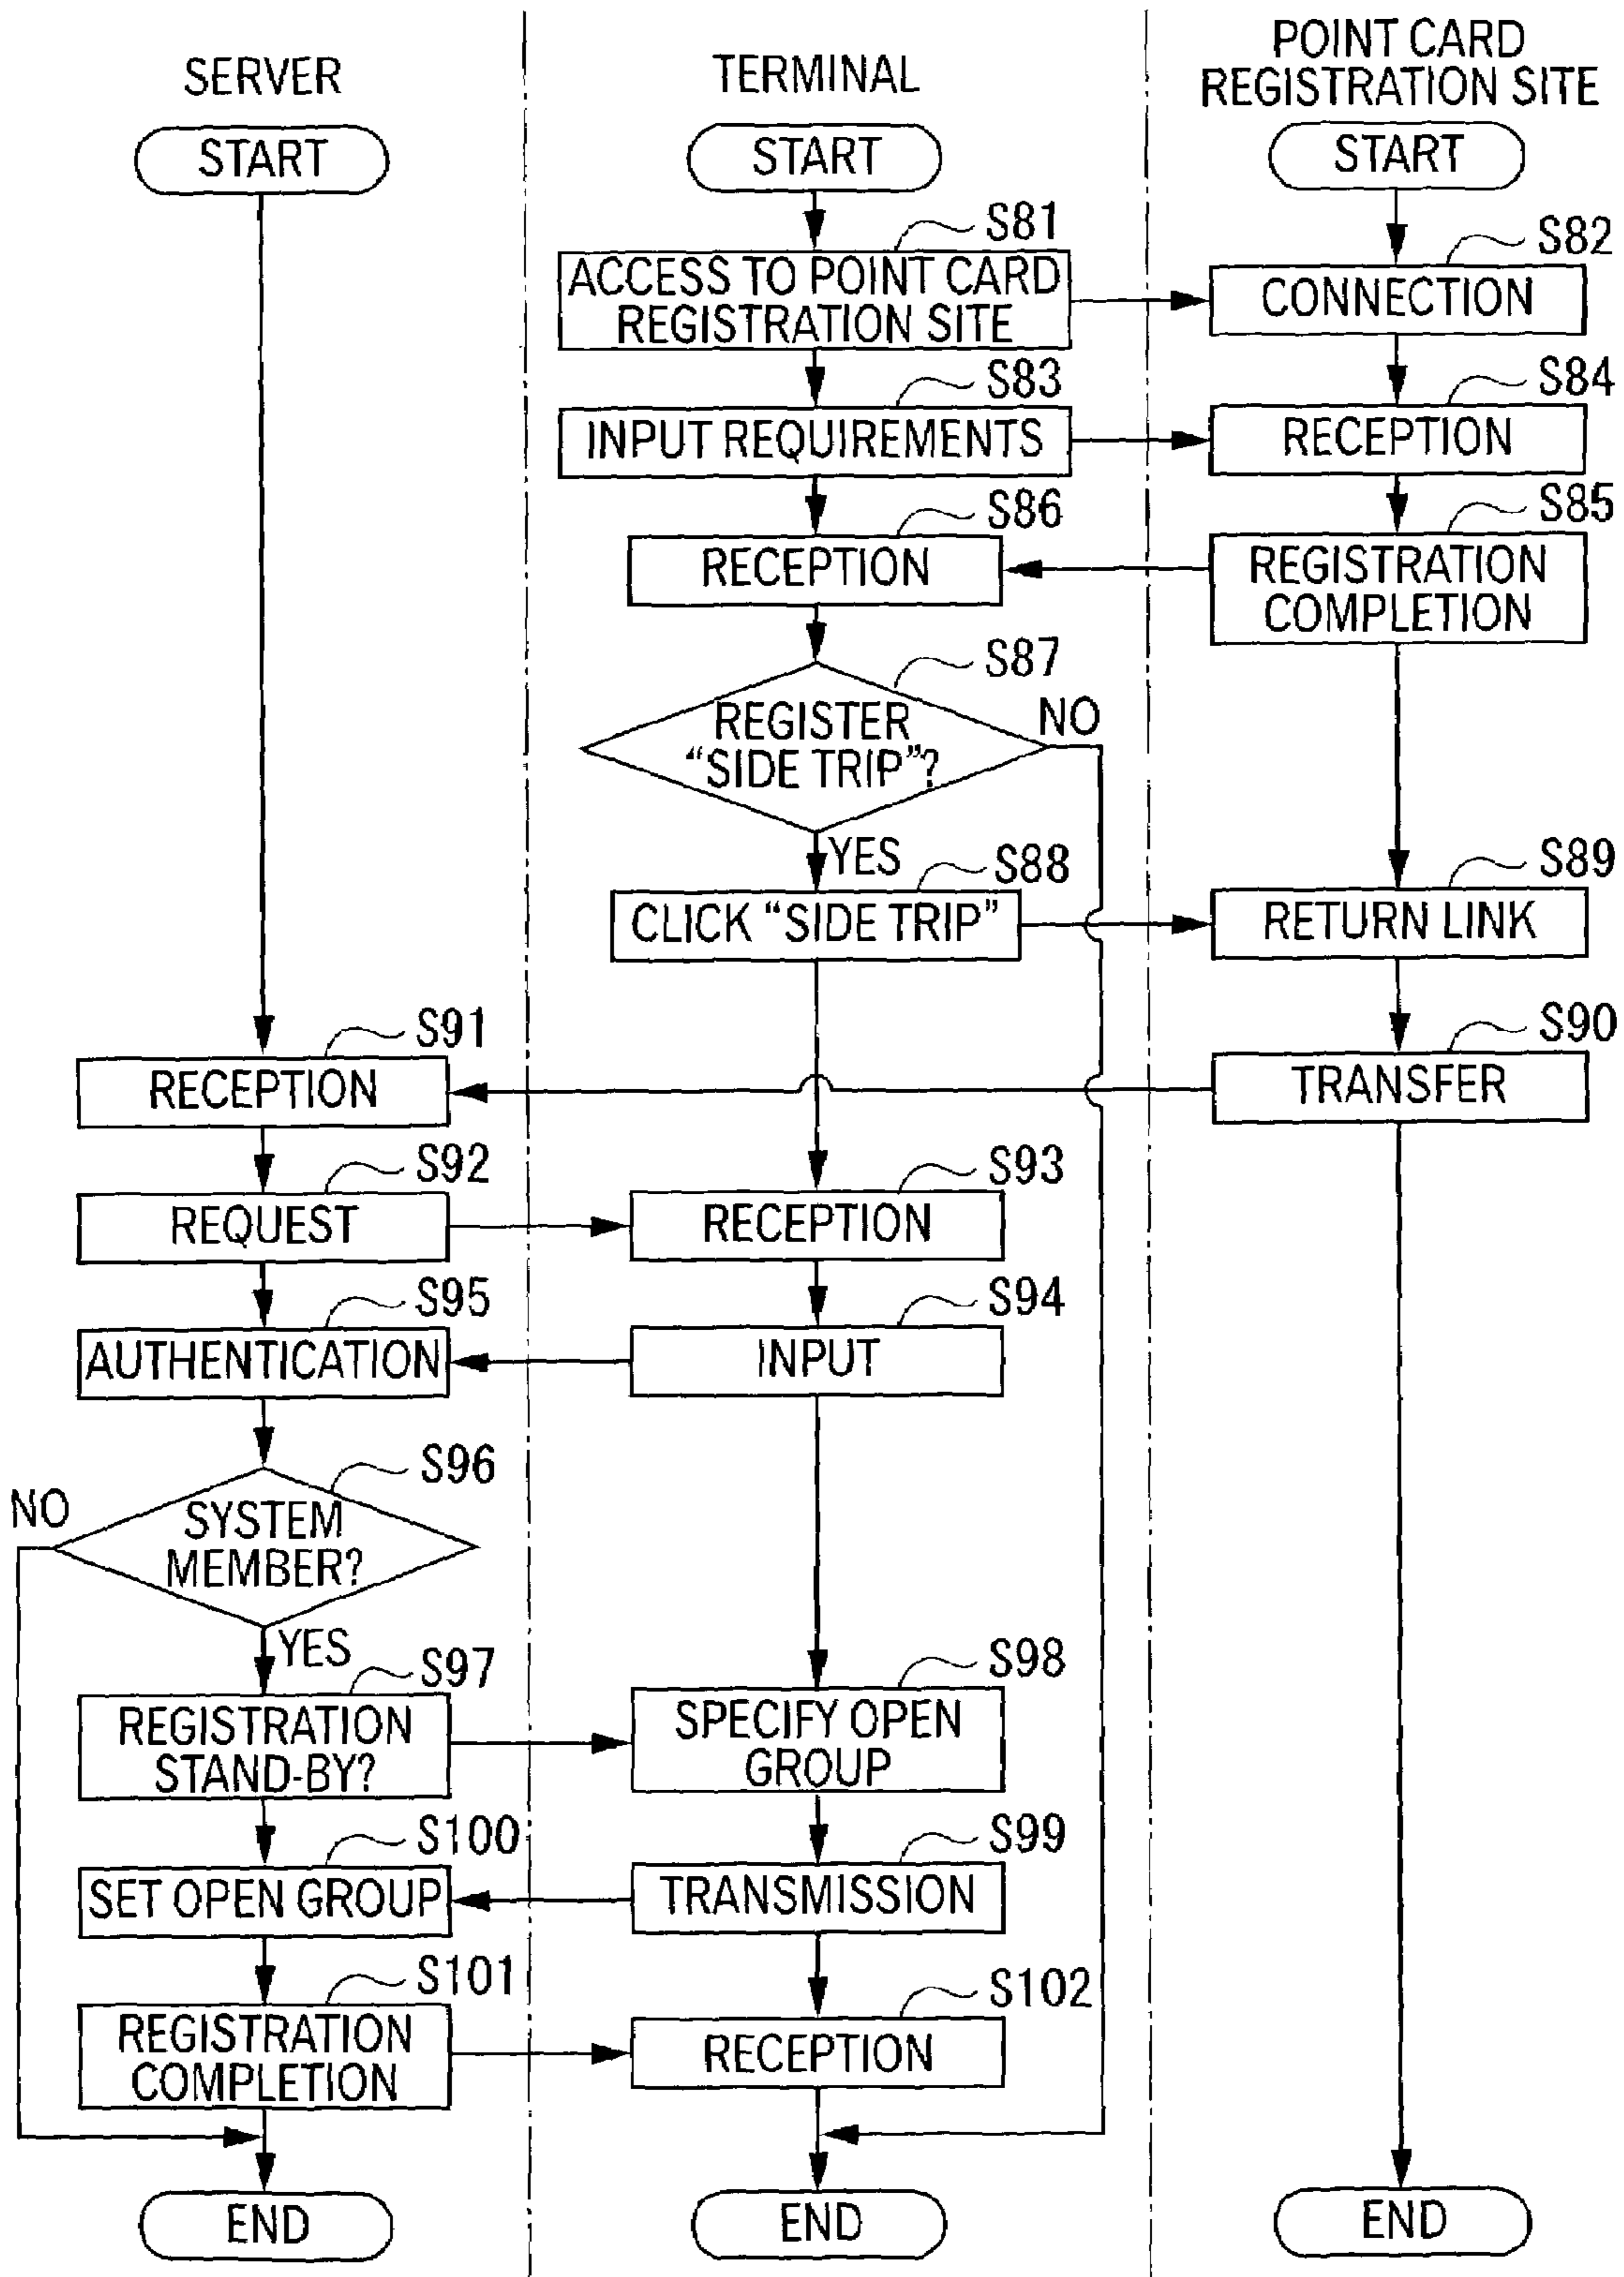 SERVER
TERMINAL
POINT CARD
REGISTRATION SITE
START
START
START
S81
S82
ACCESS TO POINT CARD
REGISTRATION SITE
CONNECTION
S83
S84
INPUT REQUIREMENTS
RECEPTION
S86
S85
RECEPTION
REGISTRATION
COMPLETION
S87
REGISTER
“SIDE TRIP”?
NO
YES
S88
S89
CLICK “SIDE TRIP”
RETURN LINK
S91
S90
RECEPTION
TRANSFER
S92
S93
REQUEST
RECEPTION
S95
S94
AUTHENTICATION
INPUT
S96
NO
SYSTEM
MEMBER?
YES
S97
S98
REGISTRATION
STAND-BY?
SPECIFY OPEN
GROUP
S100
S99
SET OPEN GROUP
TRANSMISSION
S101
S102
REGISTRATION
COMPLETION
RECEPTION
END
END
END